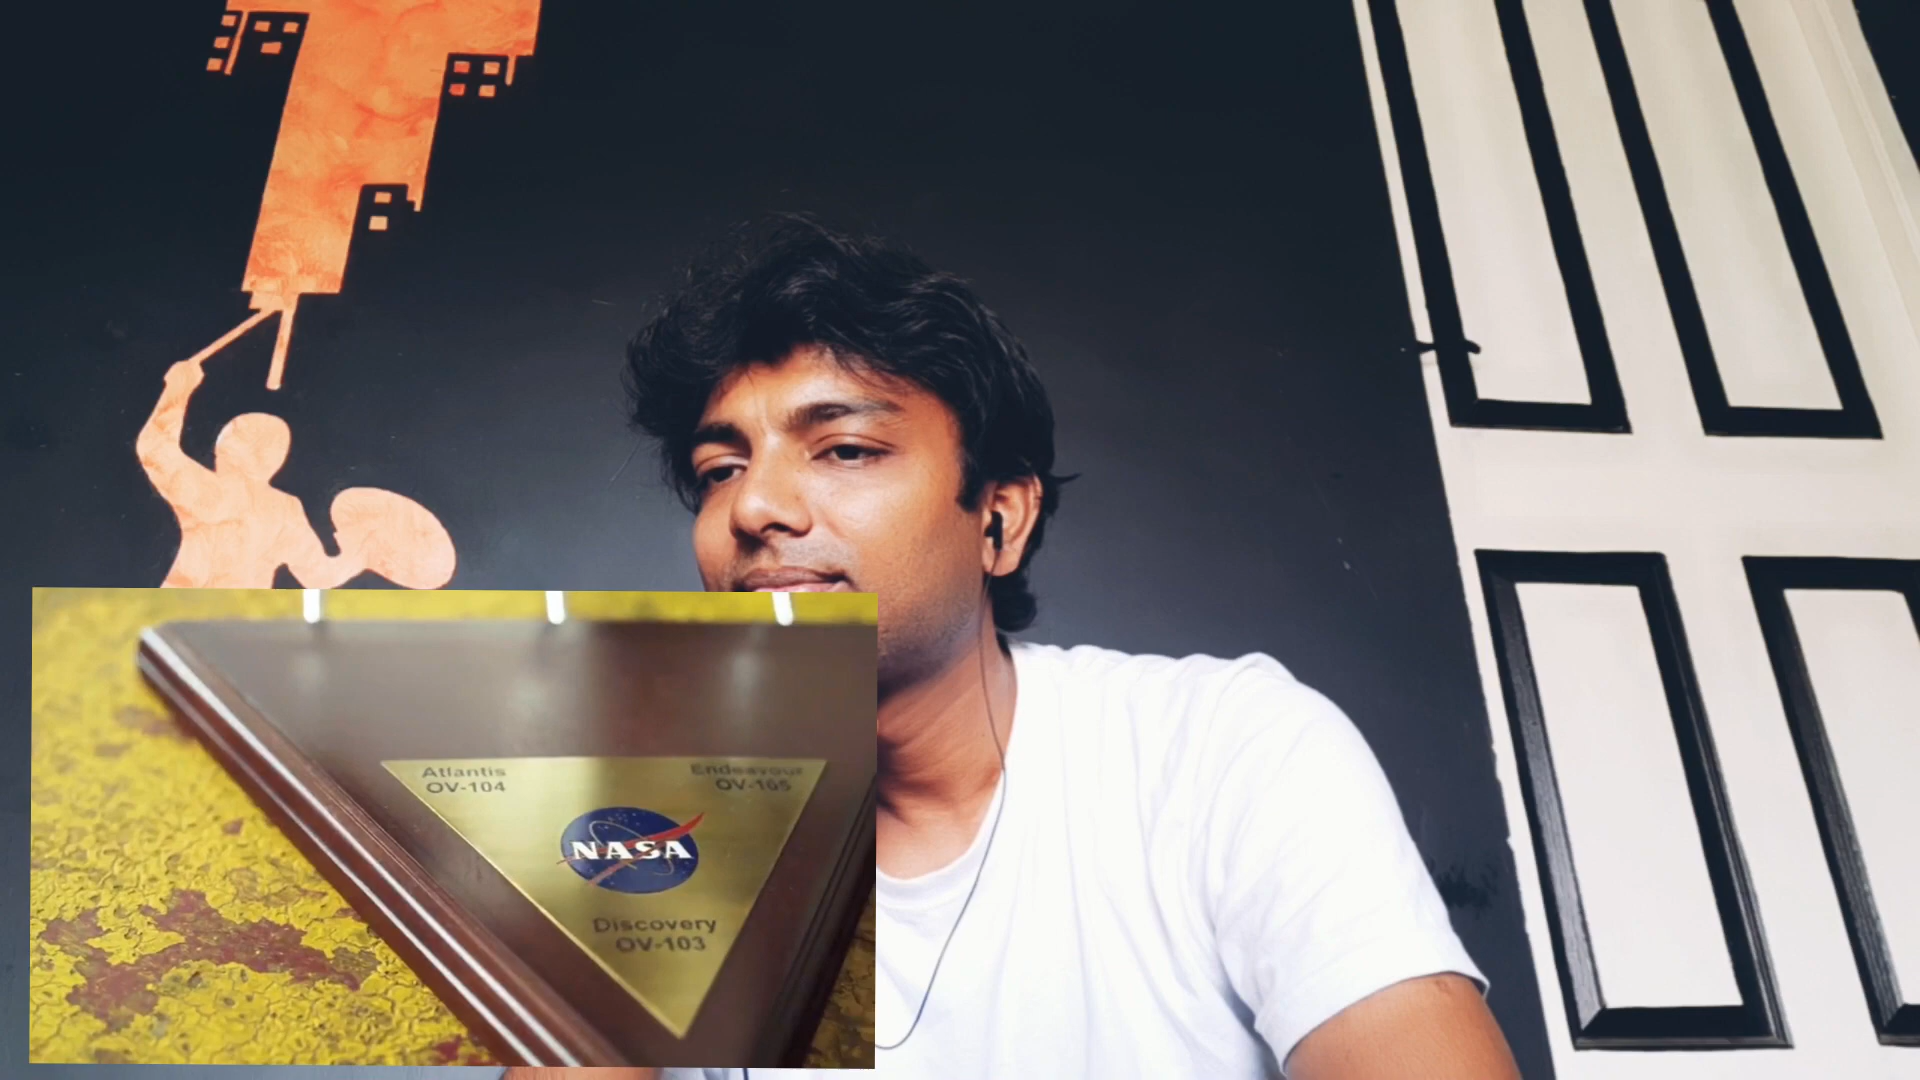 Atlantis
OV-104
Endeavour
OV-105
NASA
Discovery
OV-103